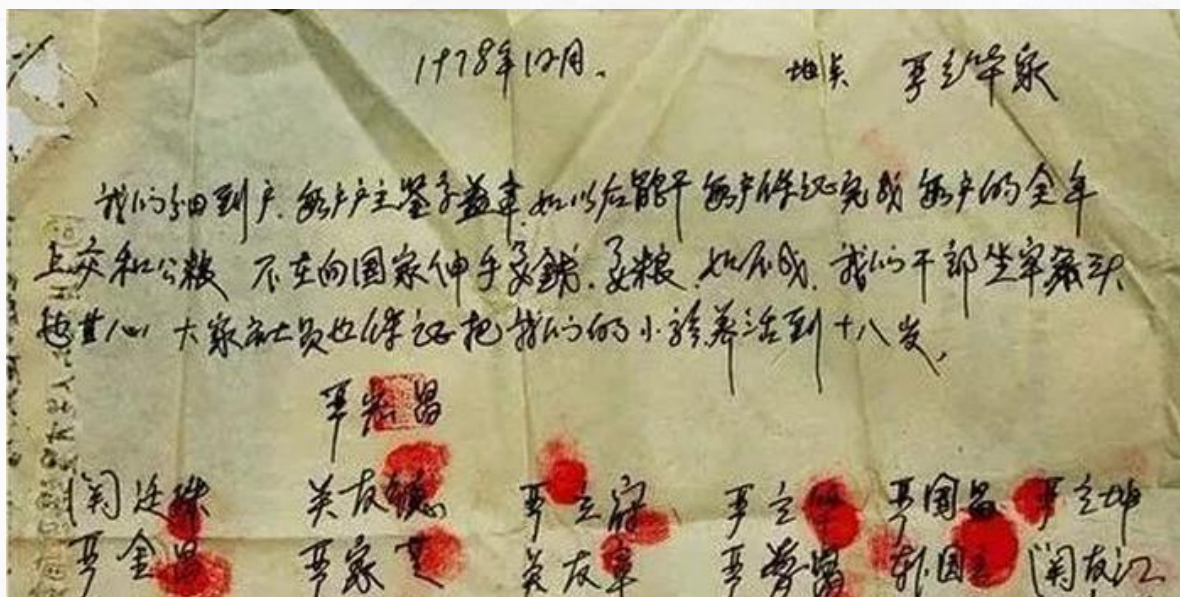 1978年12月. 地点 严立华家
我们分田到户.每户户主签字盖章.如以后能干每户保证完成每户的全年
上交和公粮 不在向国家伸手要钱.要粮.如不成.我们干部坐牢杀头
也甘心 大家社员也保证把我们的小孩养活到十八岁.
严宏昌
关廷珠 关友德 严立符 严立华 严国昌 严立坤
严金昌 严家芝 关友章 严学昌 韩国云 关友江